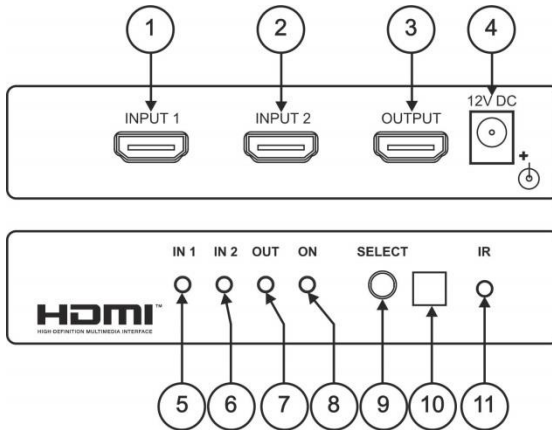 1 2 3 4
INPUT 1 INPUT 2 OUTPUT 12V DC
+
IN 1 IN 2 OUT ON SELECT IR
HDMI™
HIGH-DEFINITION MULTIMEDIA INTERFACE
5 6 7 8 9 10 11